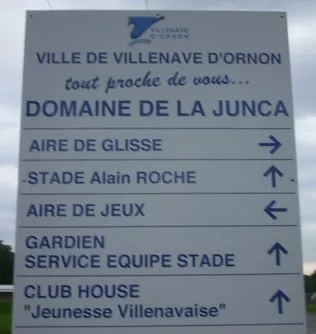 VILLENAVE
D'ORNON
VILLE DE VILLENAVE D'ORNON
tout proche de vous...
DOMAINE DE LA JUNCA
AIRE DE GLISSE →
STADE Alain ROCHE ↑
AIRE DE JEUX ←
GARDIEN
SERVICE EQUIPE STADE ↑
CLUB HOUSE
"Jeunesse Villenavaise" ↑